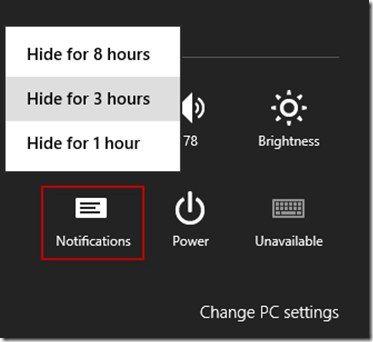 Hide for 8 hours
Hide for 3 hours
Hide for 1 hour
78
Brightness
Notifications
Power
Unavailable
Change PC settings